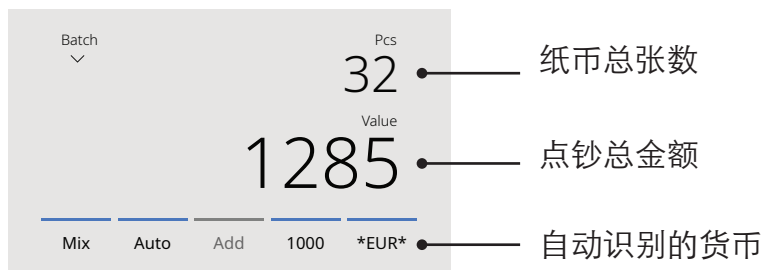 Batch
Pcs
32
纸币总张数
Value
1285
点钞总金额
Mix Auto Add 1000 *EUR*
自动识别的货币